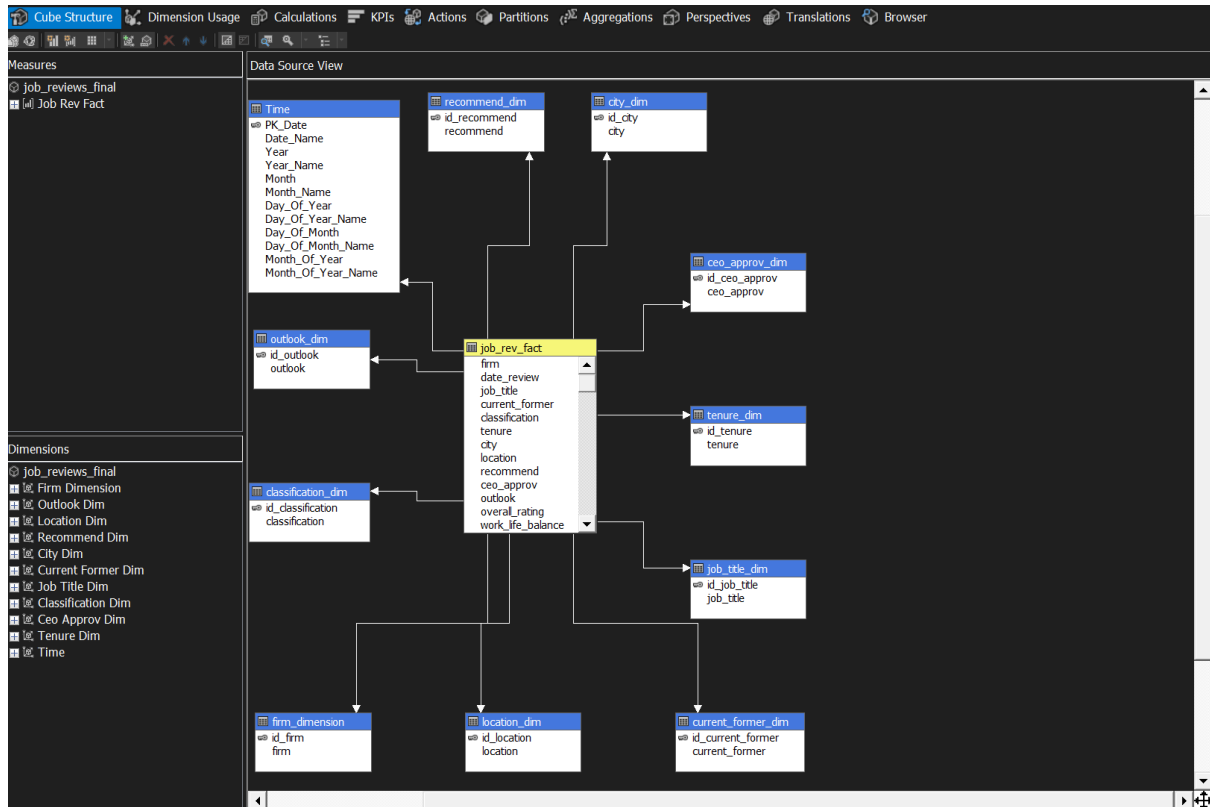 Cube Structure Dimension Usage Calculations KPIs Actions Partitions Aggregations Perspectives Translations Browser
Measures
job_reviews_final
Job Rev Fact
Dimensions
job_reviews_final
Firm Dimension
Outlook Dim
Location Dim
Recommend Dim
City Dim
Current Former Dim
Job Title Dim
Classification Dim
Ceo Approv Dim
Tenure Dim
Time
Data Source View
Time
PK_Date
Date_Name
Year
Year_Name
Month
Month_Name
Day_Of_Year
Day_Of_Year_Name
Day_Of_Month
Day_Of_Month_Name
Month_Of_Year
Month_Of_Year_Name
recommend_dim
id_recommend
recommend
city_dim
id_city
city
ceo_approv_dim
id_ceo_approv
ceo_approv
outlook_dim
id_outlook
outlook
job_rev_fact
firm
date_review
job_title
current_former
classification
tenure
city
location
recommend
ceo_approv
outlook
overall_rating
work_life_balance
tenure_dim
id_tenure
tenure
classification_dim
id_classification
classification
job_title_dim
id_job_title
job_title
firm_dimension
id_firm
firm
location_dim
id_location
location
current_former_dim
id_current_former
current_former